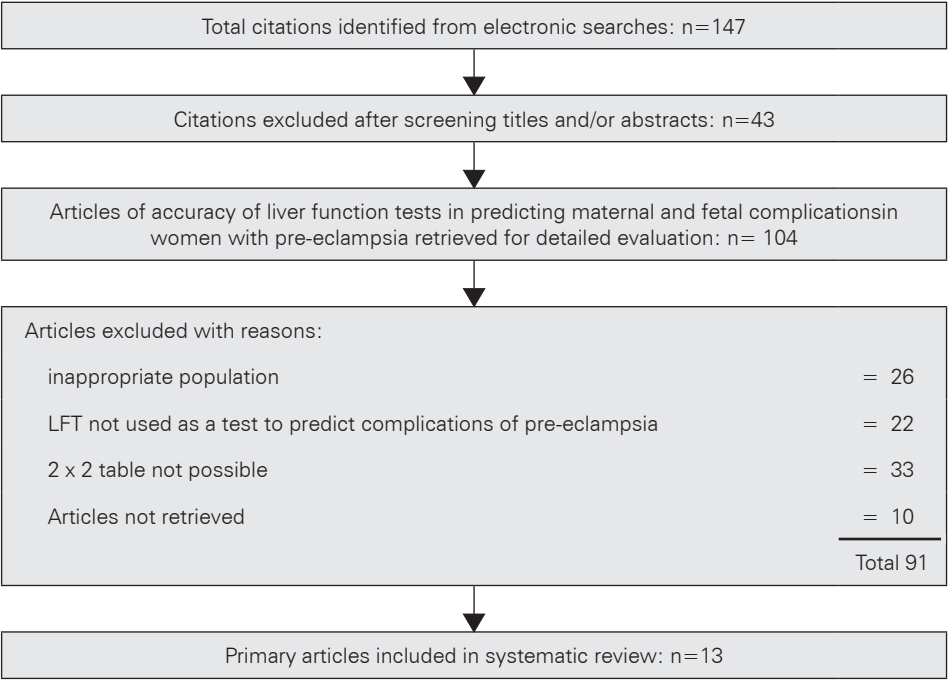 Total citations identified from electronic searches: n=147
Citations excluded after screening titles and/or abstracts: n=43
Articles of accuracy of liver function tests in predicting maternal and fetal complicationsin
women with pre-eclampsia retrieved for detailed evaluation: n= 104
Articles excluded with reasons:
inappropriate population = 26
LFT not used as a test to predict complications of pre-eclampsia = 22
2 x 2 table not possible = 33
Articles not retrieved = 10
Total 91
Primary articles included in systematic review: n=13